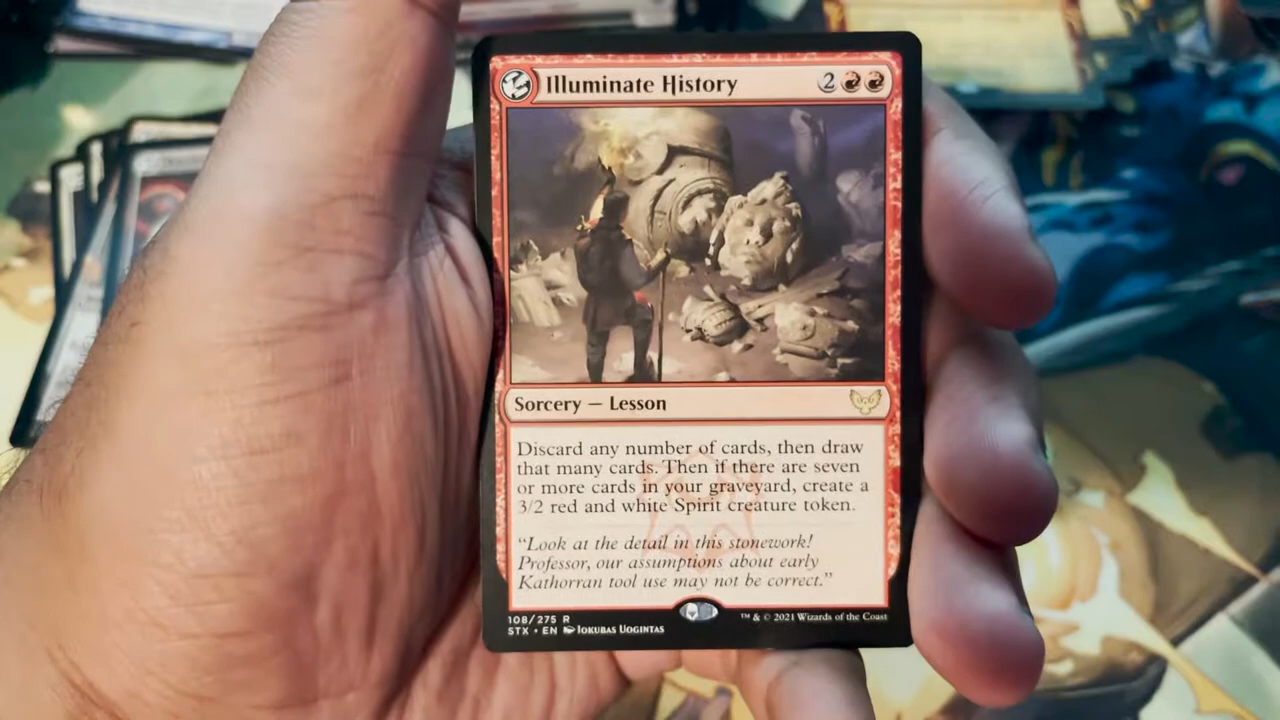 Illuminate History 2
Sorcery — Lesson
Discard any number of cards, then draw
that many cards. Then if there are seven
or more cards in your graveyard, create a
3/2 red and white Spirit creature token.
“Look at the detail in this stonework!
Professor, our assumptions about early
Kathorran tool use may not be correct.”
108/275 R
STX • EN Iokubas Uogintas
™ & © 2021 Wizards of the Coast